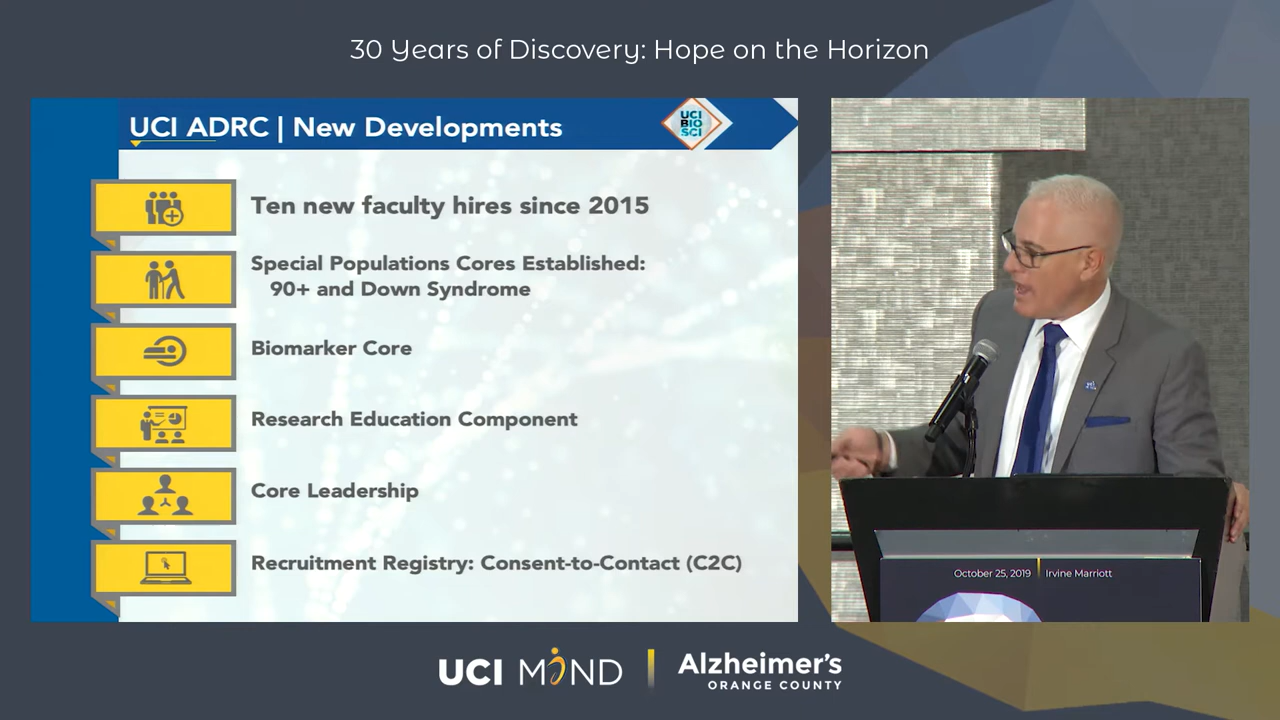 30 Years of Discovery: Hope on the Horizon
UCI ADRC | New Developments
UCI
BIO
SCI
Ten new faculty hires since 2015
Special Populations Cores Established:
90+ and Down Syndrome
Biomarker Core
Research Education Component
Core Leadership
Recruitment Registry: Consent-to-Contact (C2C)
October 25, 2019 | Irvine Marriott
UCI MIND | Alzheimer's
ORANGE COUNTY